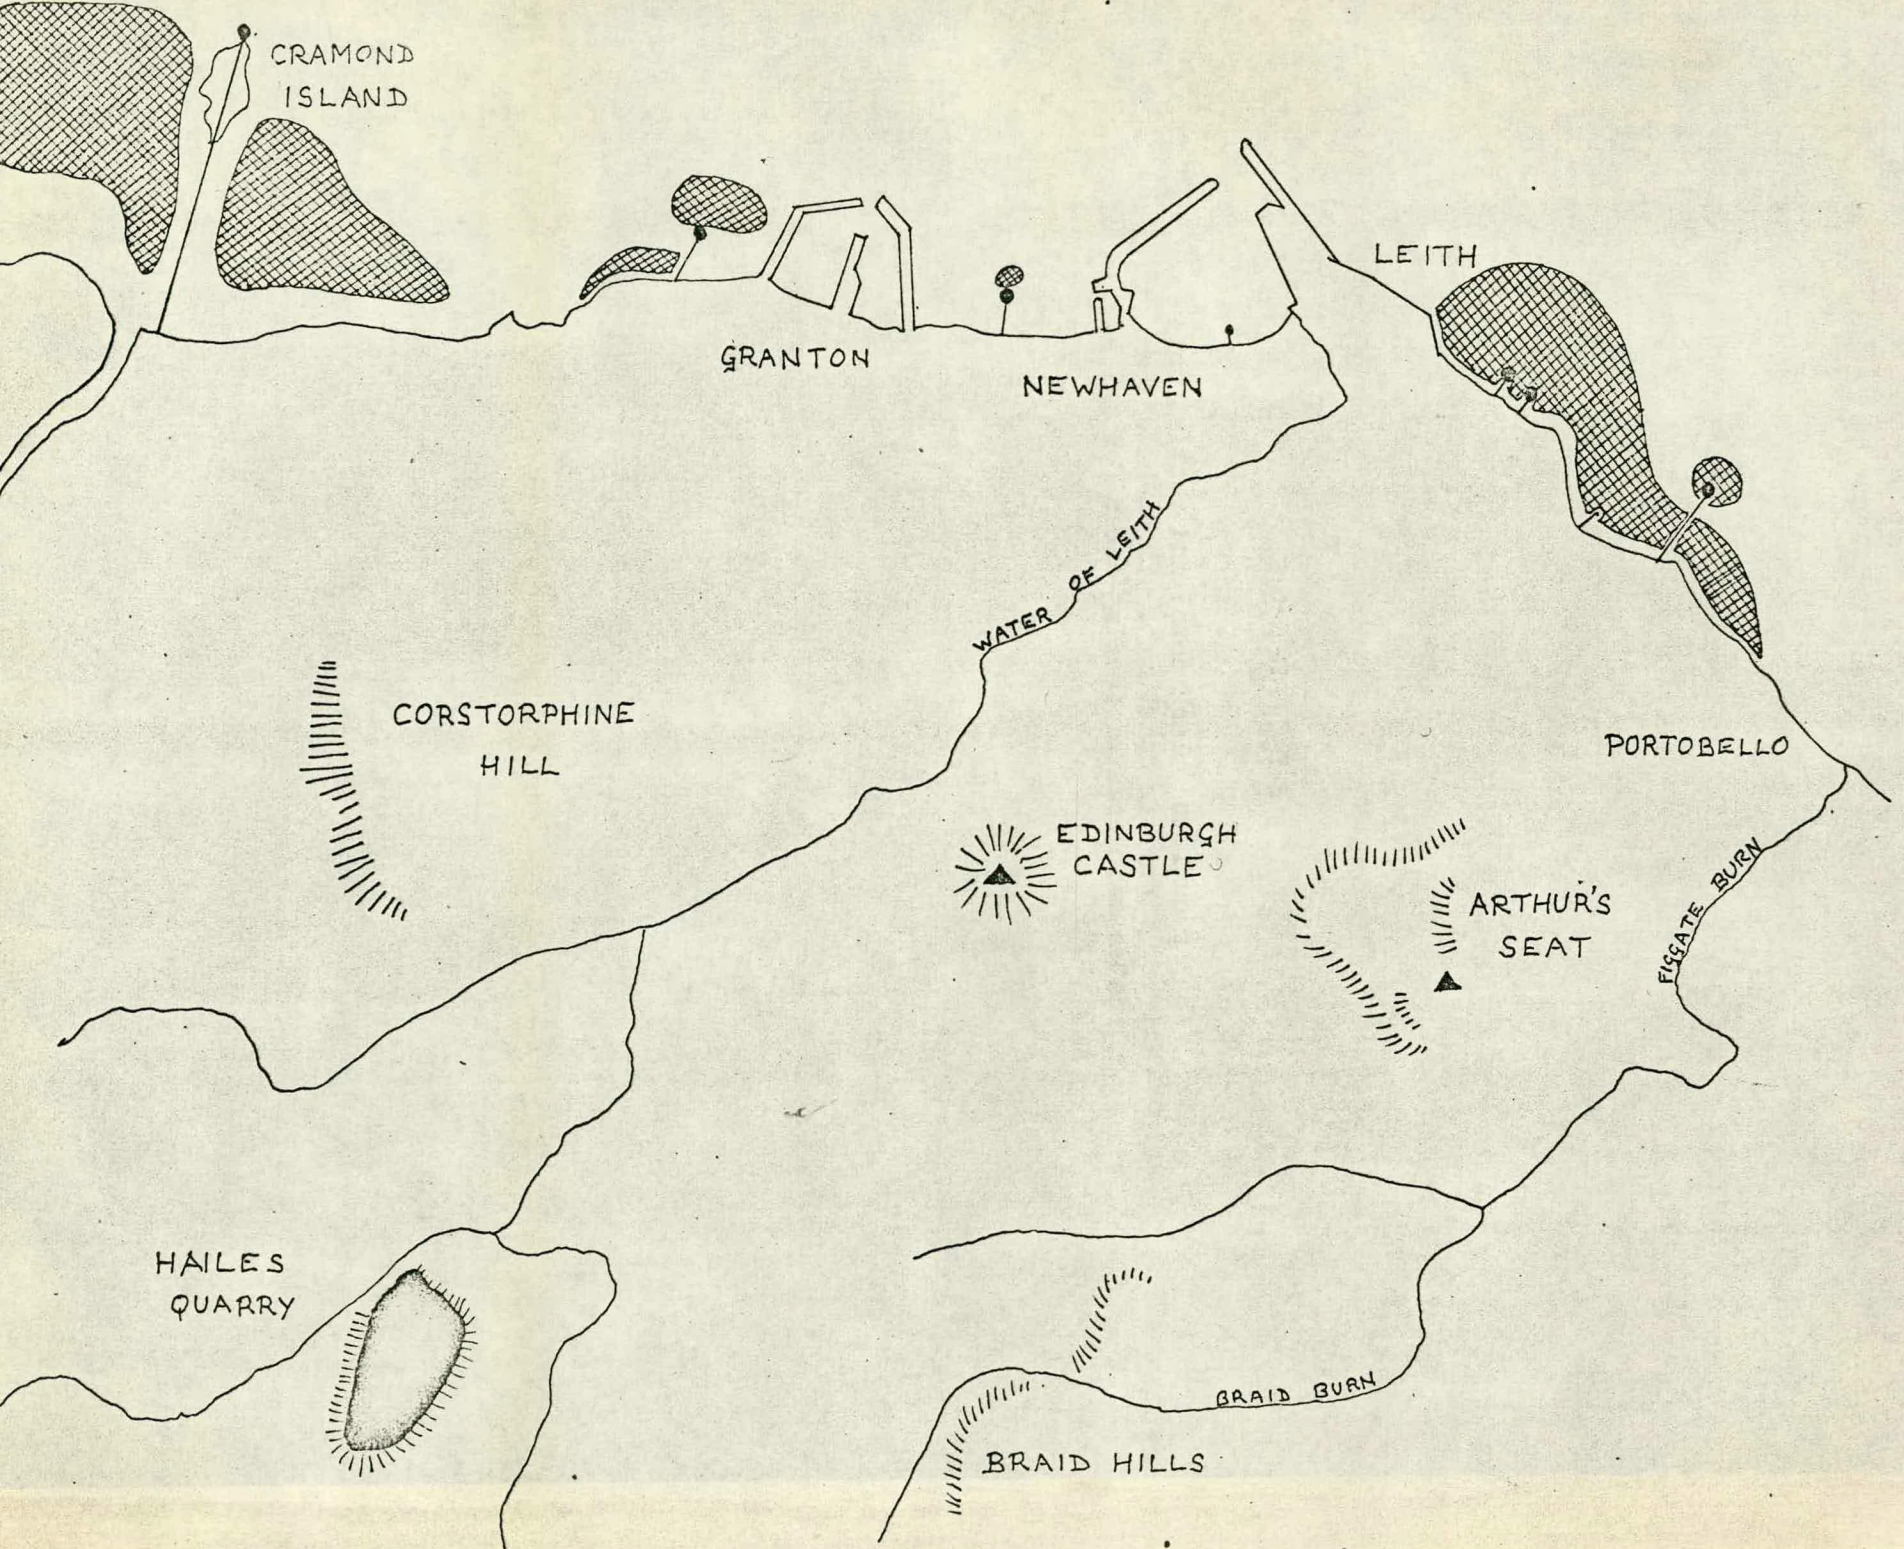 CRAMOND
ISLAND
LEITH
GRANTON
NEWHAVEN
WATER OF LEITH
CORSTORPHINE
HILL
PORTOBELLO
EDINBURGH
CASTLE
FIGGATE BURN
ARTHUR'S
SEAT
HAILES
QUARRY
BRAID BURN
BRAID HILLS